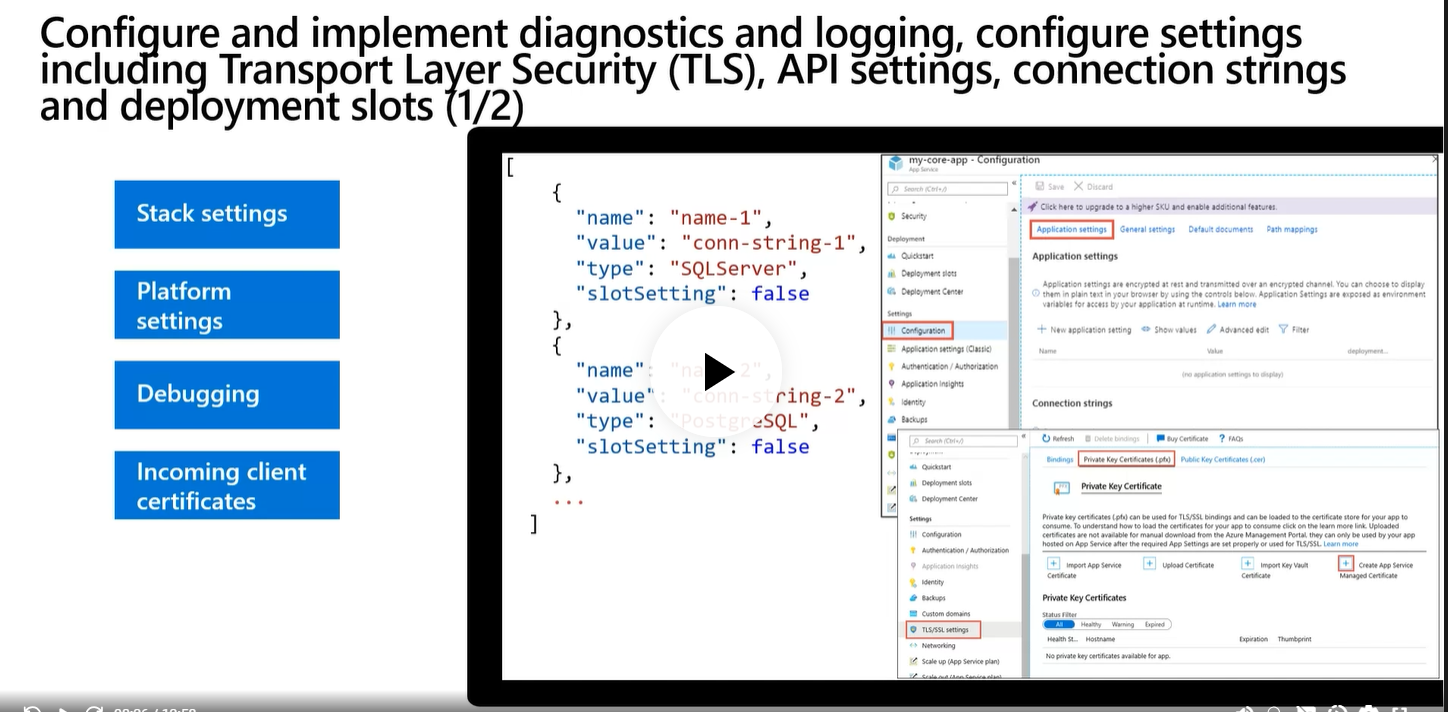 Configure and implement diagnostics and logging, configure settings
including Transport Layer Security (TLS), API settings, connection strings
and deployment slots (1/2)
Stack settings
Platform
settings
Debugging
Incoming client
certificates
[
{
"name": "name-1",
"value": "conn-string-1",
"type": "SQLServer",
"slotSetting": false
},
{
"name": "name-2",
"value": "conn-string-2",
"type": "PostgreSQL",
"slotSetting": false
},
...
]
my-core-app - Configuration
App Service
Search (Ctrl+/)
Security
Deployment
Quickstart
Deployment slots
Deployment Center
Settings
Configuration
Application settings (Classic)
Authentication / Authorization
Application Insights
Identity
Backups
Save
Discard
Click here to upgrade to a higher SKU and enable additional features.
Application settings General settings Default documents Path mappings
Application settings
Application settings are encrypted at rest and transmitted over an encrypted channel. You can choose to display
them in plain text in your browser by using the controls below. Application Settings are exposed as environment
variables for access by your application at runtime. Learn more
New application setting Show values Advanced edit Filter
Name Value deployment...
(no application settings to display)
Connection strings
Search (Ctrl+/)
Quickstart
Deployment slots
Deployment Center
Settings
Configuration
Authentication / Authorization
Application Insights
Identity
Backups
Custom domains
TLS/SSL settings
Networking
Scale up (App Service plan)
Scale out (App Service plan)
Refresh Delete bindings Buy Certificate FAQs
Bindings Private Key Certificates (.pfx) Public Key Certificates (.cer)
Private Key Certificate
Private key certificates (.pfx) can be used for TLS/SSL bindings and can be loaded to the certificate store for your app to
consume. To understand how to load the certificates for your app to consume click on the learn more link. Uploaded
certificates are not available for manual download from the Azure Management Portal, they can only be used by your app
hosted on App Service after the required App Settings are set properly or used for TLS/SSL. Learn more
Import App Service
Certificate
Upload Certificate
Import Key Vault
Certificate
Create App Service
Managed Certificate
Private Key Certificates
Status Filter
All Healthy Warning Expired
Health St... Hostname Expiration Thumbprint
No private key certificates available for app.